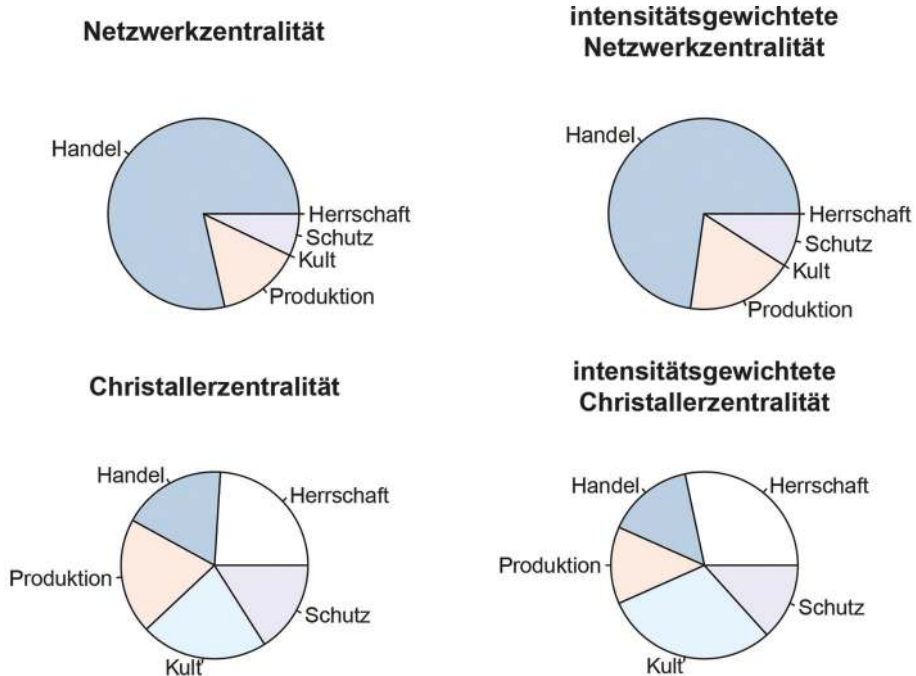 Netzwerkzentralität
intensitätsgewichtete
Netzwerkzentralität
Handel
Herrschaft
Schutz
Kult
Produktion
Handel
Herrschaft
Schutz
Kult
Produktion
Christallerzentralität
intensitätsgewichtete
Christallerzentralität
Handel
Herrschaft
Produktion
Schutz
Kult
Handel
Herrschaft
Produktion
Schutz
Kult